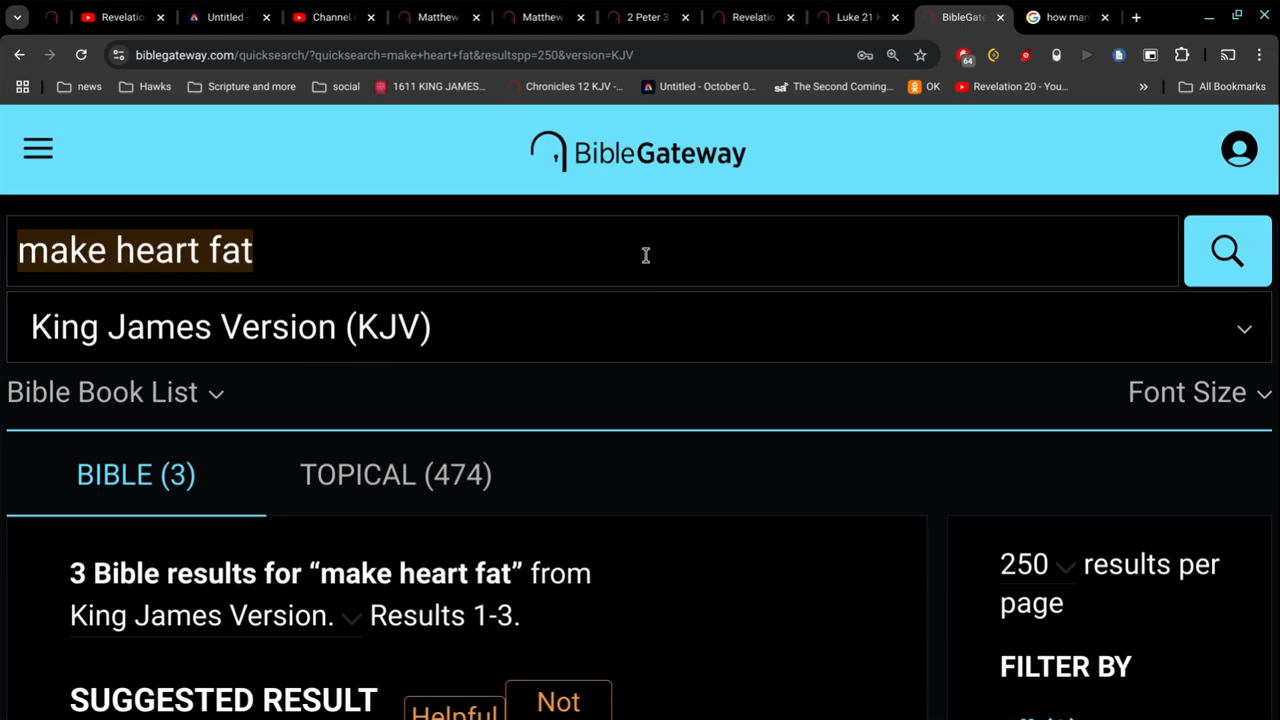 Revelatio
Untitled -
Channel c
Matthew
Matthew
2 Peter 3
Revelation
Luke 21 K
BibleGate
how man
biblegateway.com/quicksearch/?quicksearch=make+heart+fat&resultspp=250&version=KJV
64
news
Hawks
Scripture and more
social
1611 KING JAMES...
Chronicles 12 KJV -...
Untitled - October 0...
sa
The Second Coming...
OK
Revelation 20 - You...
»
All Bookmarks
BibleGateway
make heart fat
King James Version (KJV)
Bible Book List
Font Size
BIBLE (3)
TOPICAL (474)
3 Bible results for “make heart fat” from
King James Version. Results 1-3.
250 results per
page
FILTER BY
SUGGESTED RESULT
Helpful
Not